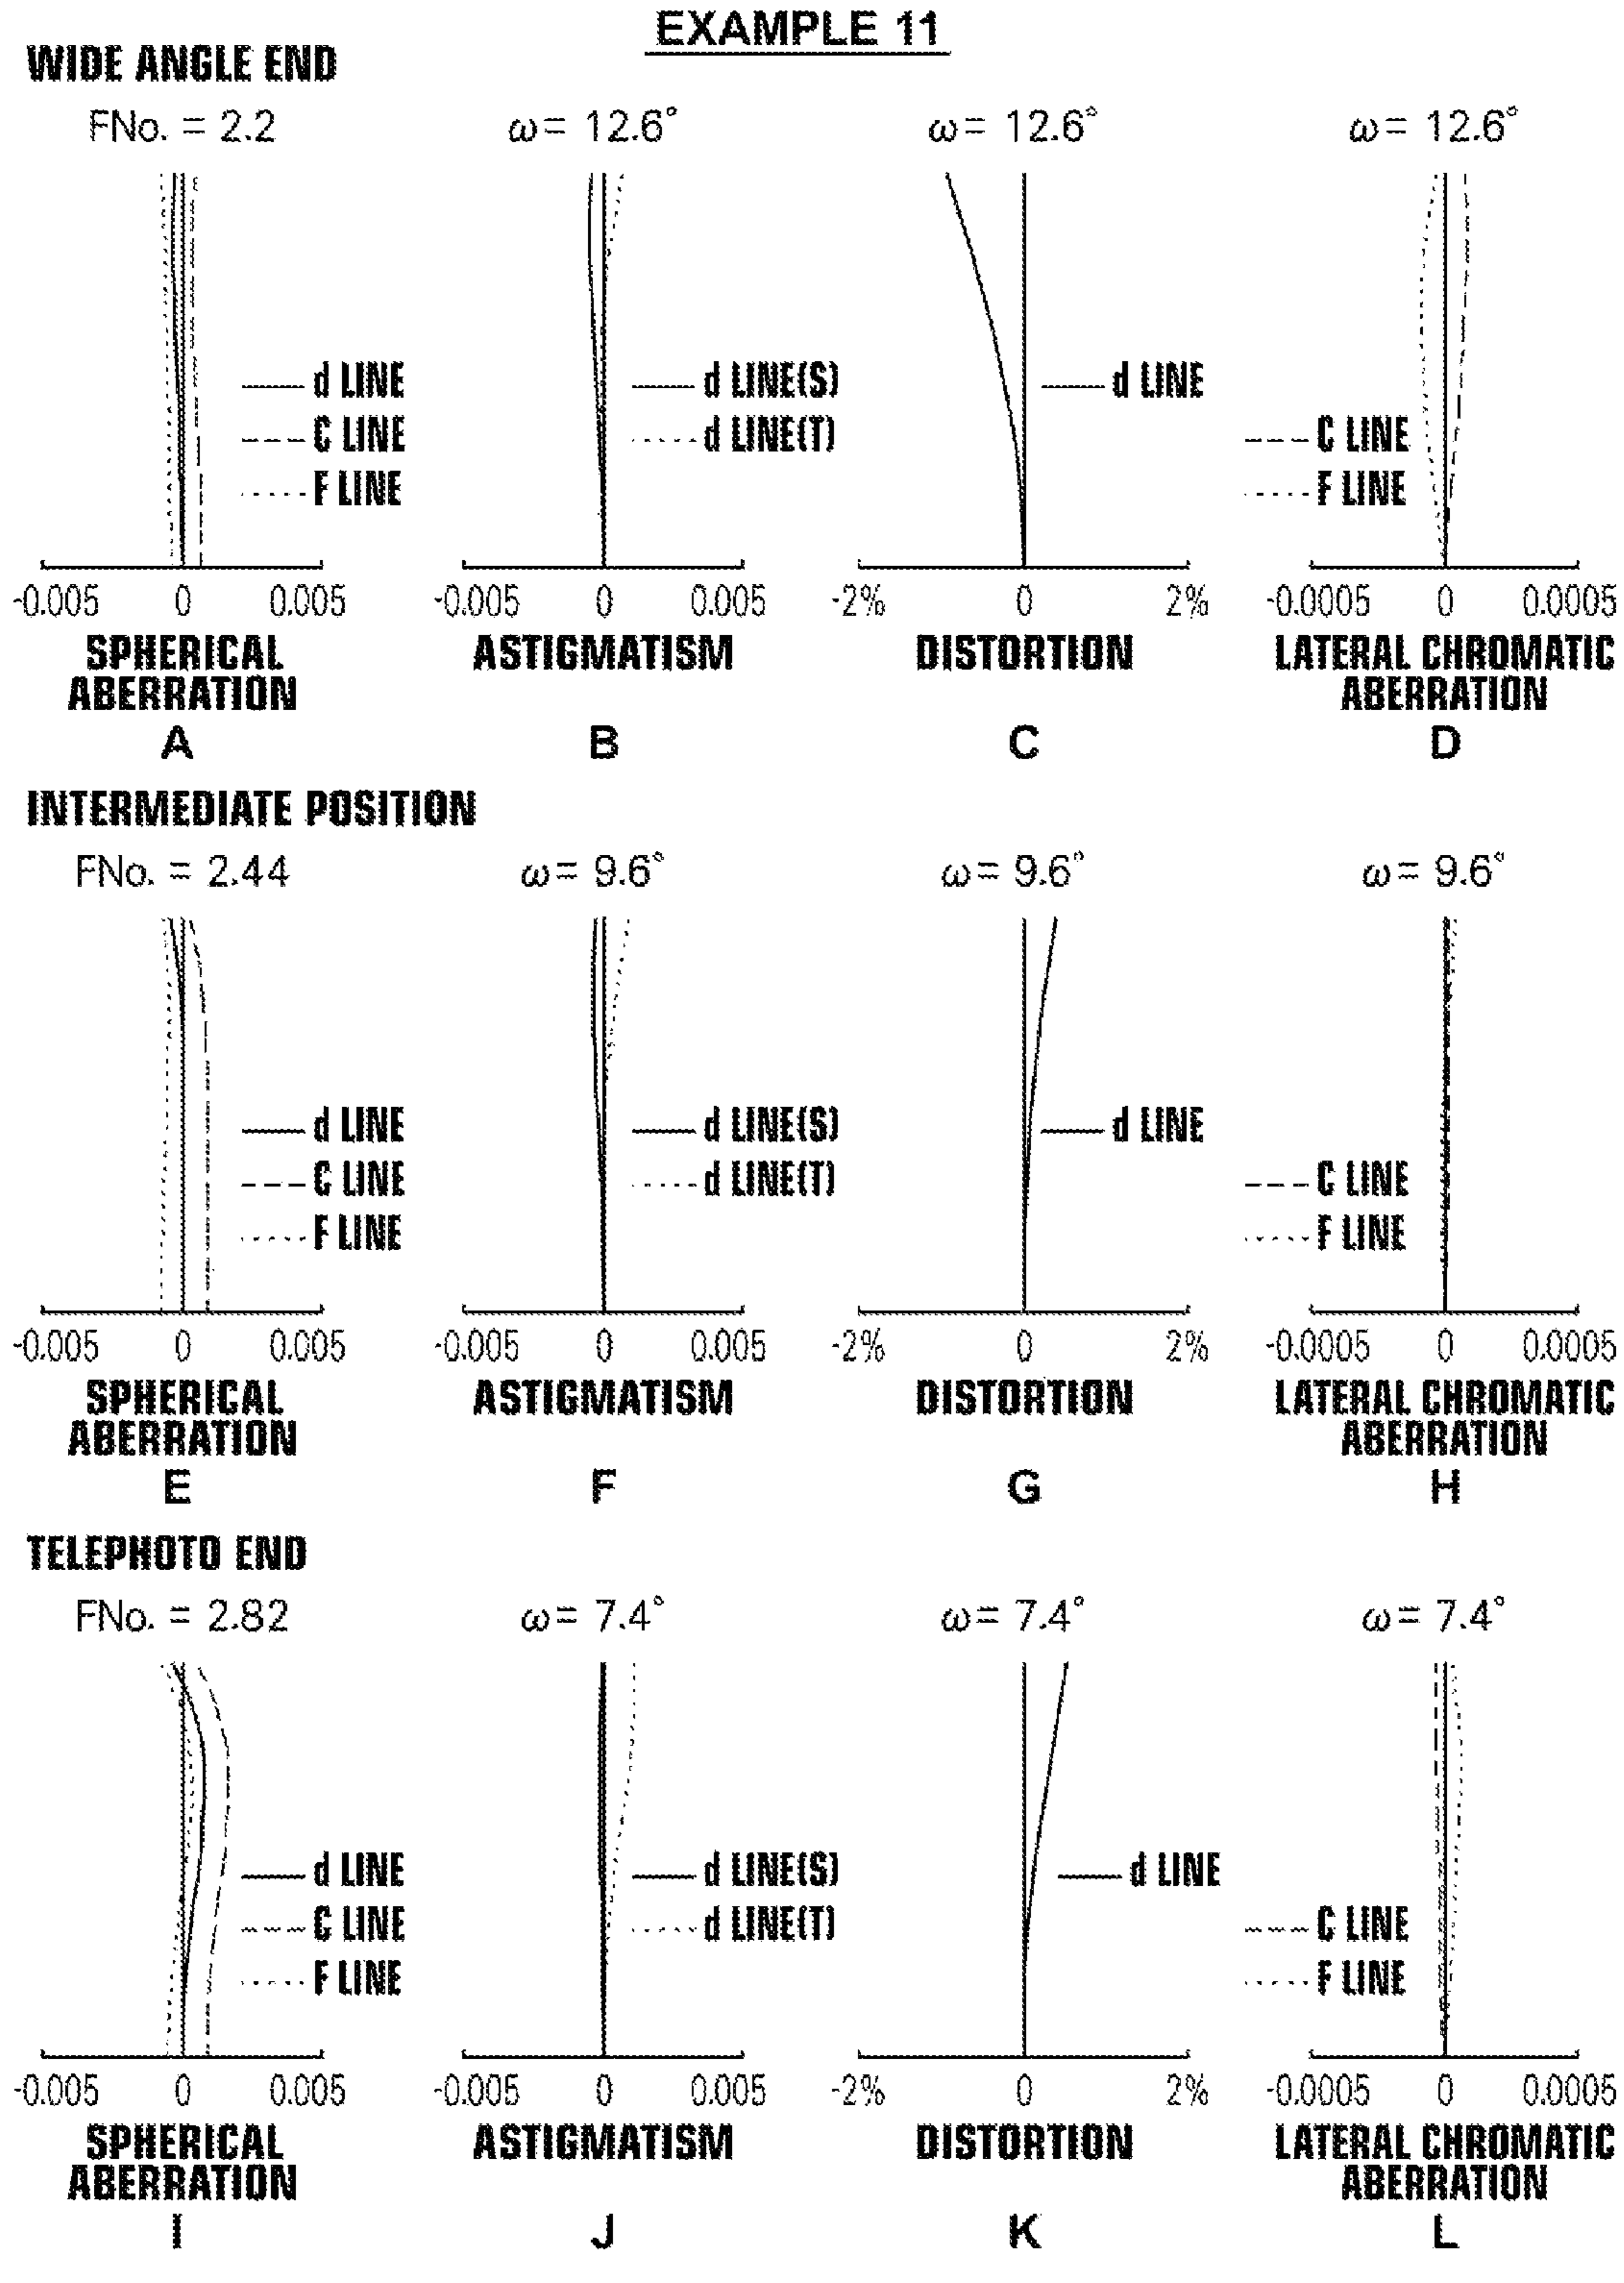 EXAMPLE 11
WIDE ANGLE END
FNo. = 2.2
ω= 12.6°
ω= 12.6°
ω= 12.6°
d LINE
C LINE
F LINE
d LINE(S)
d LINE(T)
d LINE
C LINE
F LINE
-0.005 0 0.005
-0.005 0 0.005
-2% 0 2%
-0.0005 0 0.0005
SPHERICAL
ABERRATION
ASTIGMATISM
DISTORTION
LATERAL CHROMATIC
ABERRATION
A
B
C
D
INTERMEDIATE POSITION
FNo. = 2.44
ω= 9.6°
ω= 9.6°
ω= 9.6°
d LINE
C LINE
F LINE
d LINE(S)
d LINE(T)
d LINE
C LINE
F LINE
-0.005 0 0.005
-0.005 0 0.005
-2% 0 2%
-0.0005 0 0.0005
SPHERICAL
ABERRATION
ASTIGMATISM
DISTORTION
LATERAL CHROMATIC
ABERRATION
E
F
G
H
TELEPHOTO END
FNo. = 2.82
ω= 7.4°
ω= 7.4°
ω= 7.4°
d LINE
C LINE
F LINE
d LINE(S)
d LINE(T)
d LINE
C LINE
F LINE
-0.005 0 0.005
-0.005 0 0.005
-2% 0 2%
-0.0005 0 0.0005
SPHERICAL
ABERRATION
ASTIGMATISM
DISTORTION
LATERAL CHROMATIC
ABERRATION
I
J
K
L